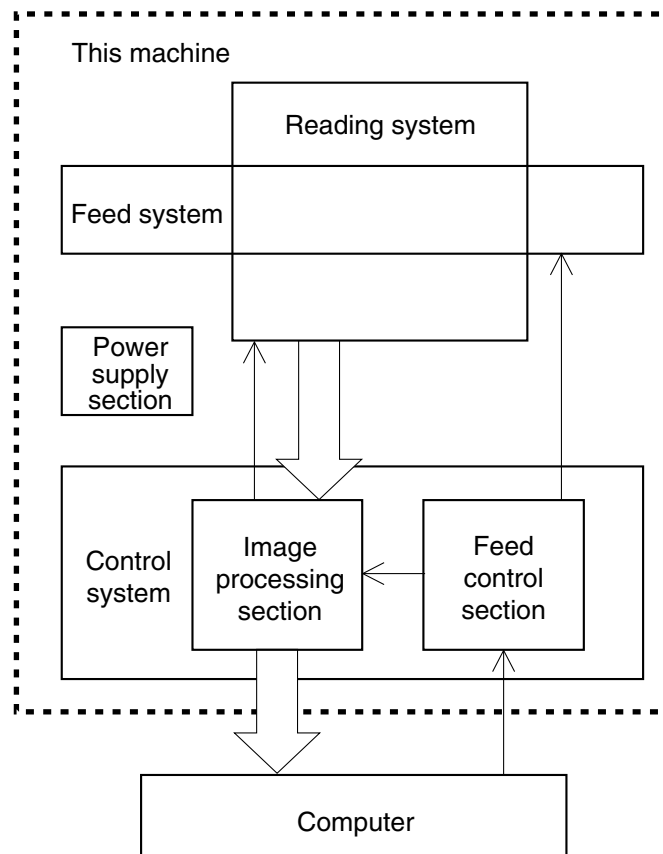 This machine
Reading system
Feed system
Power
supply
section
Control
system
Image
processing
section
Feed
control
section
Computer